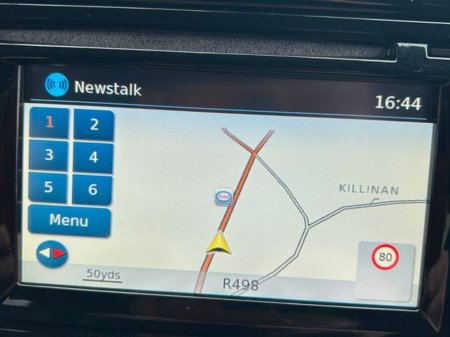 Newstalk
16:44
1 2
3 4
5 6
Menu
KILLINAN
80
50yds
R498